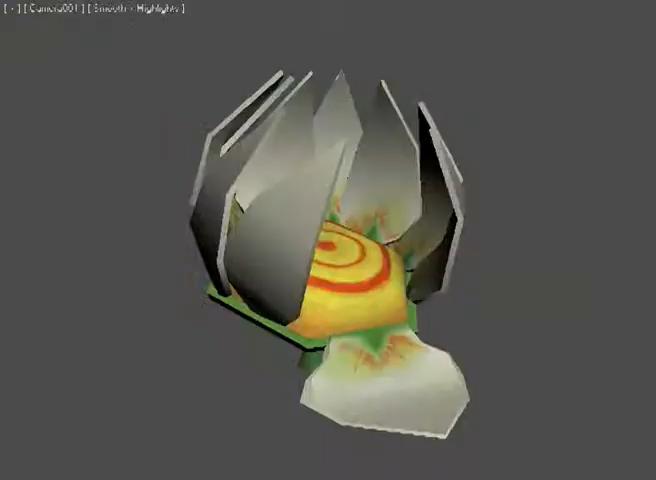 [ - ] [ Camera001 ] [ Smooth + Highlights ]